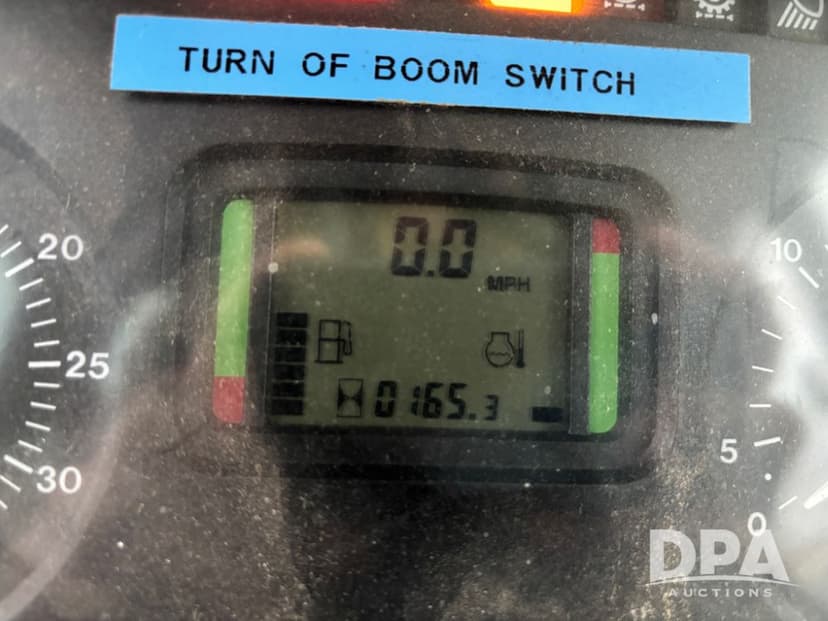 TURN OF BOOM SWITCH
0.0
MPH
20
25
30
0165.3
10
5
0
DPA
AUCTIONS